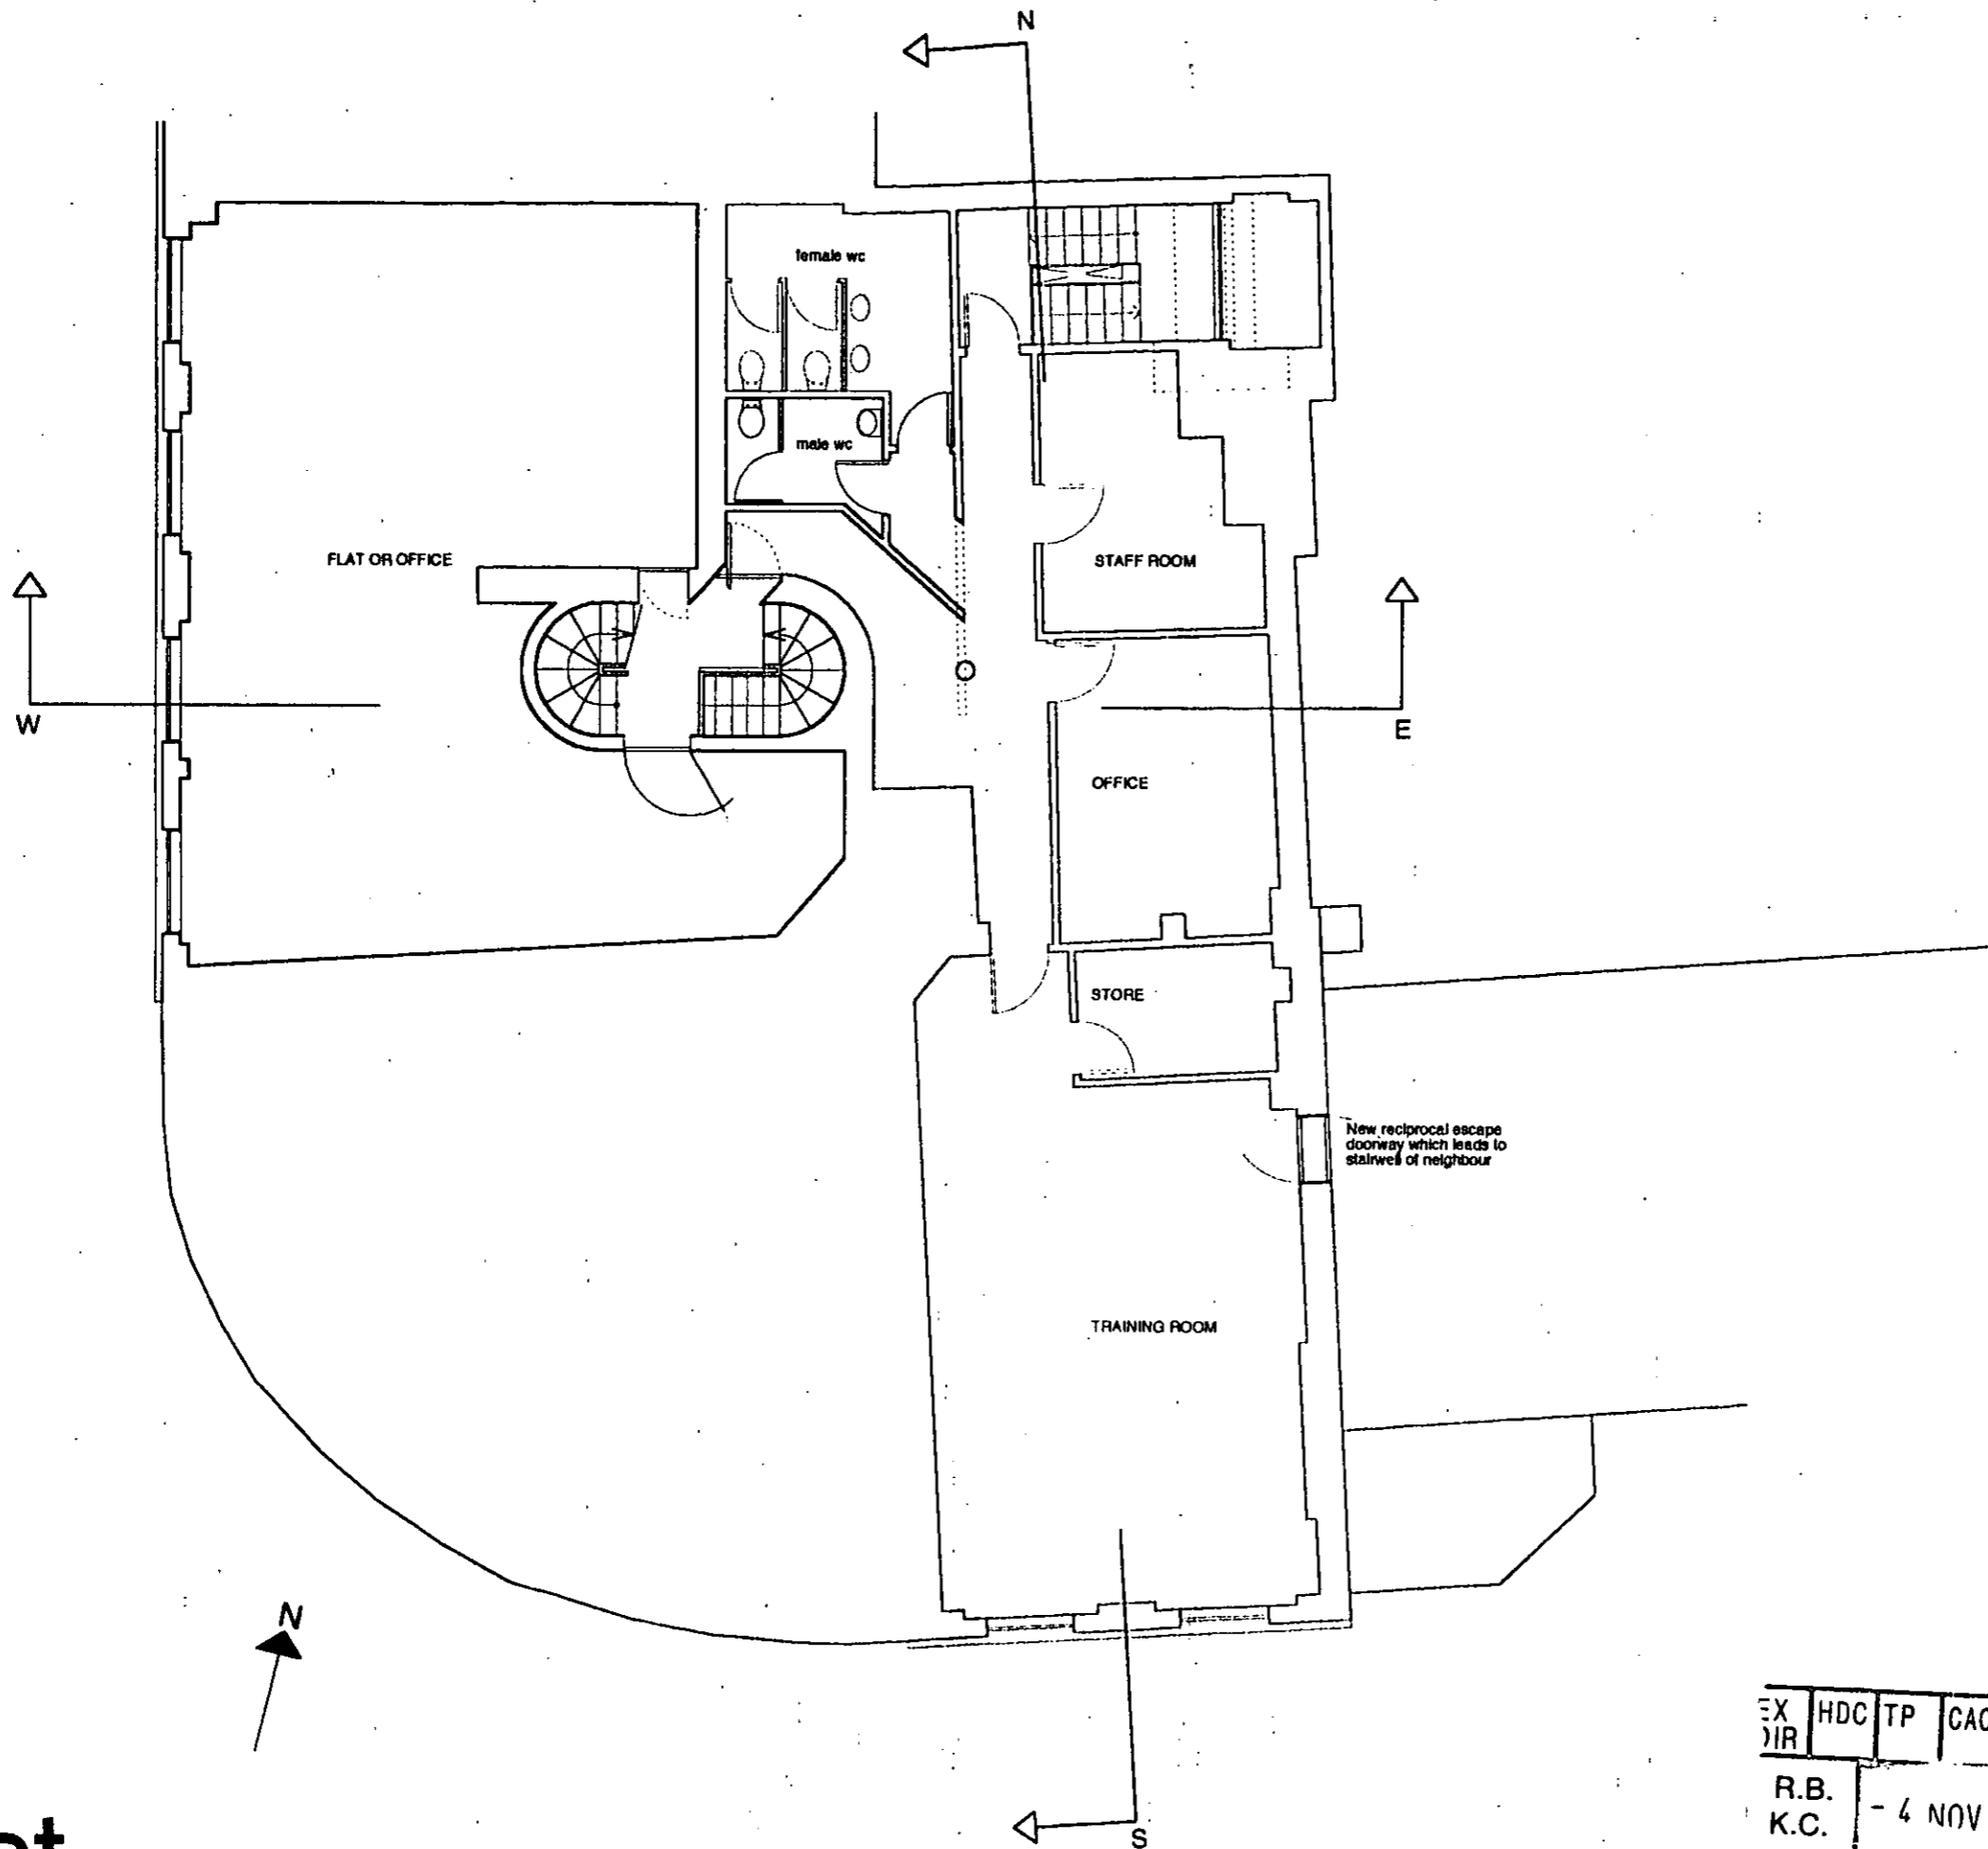 N
female wc
male wc
FLAT OR OFFICE
STAFF ROOM
W
E
OFFICE
STORE
New reciprocal escape
doorway which leads to
stairwell of neighbour
TRAINING ROOM
N
S
HDC TP
R.B.
K.C.
- 4 NOV